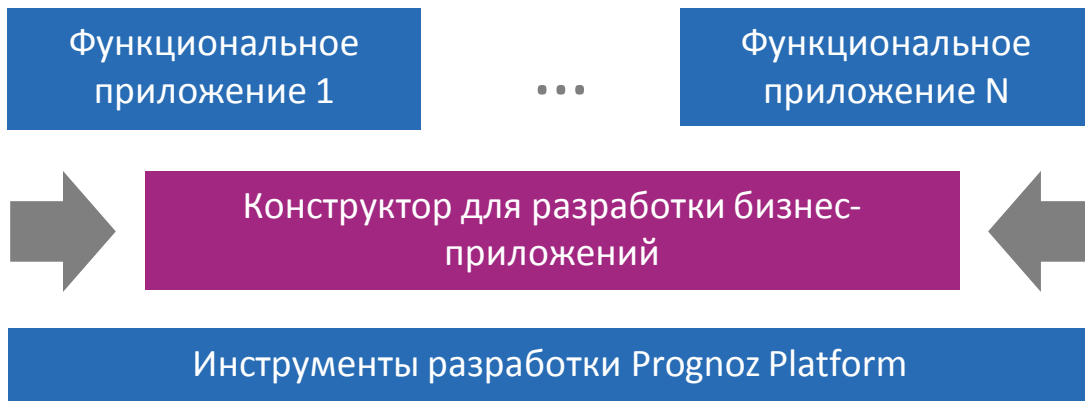 Функциональное
приложение 1
...
Функциональное
приложение N
Конструктор для разработки бизнес-
приложений
Инструменты разработки Prognoz Platform